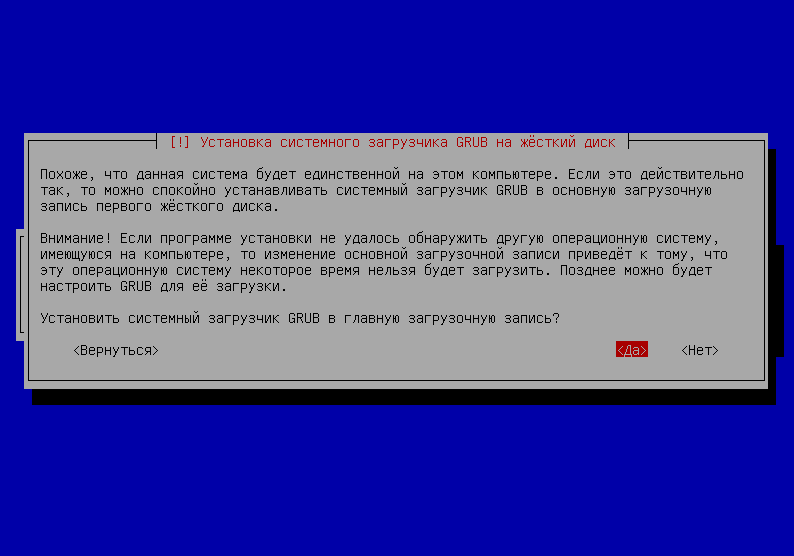 [!] Установка системного загрузчика GRUB на жёсткий диск
Похоже, что данная система будет единственной на этом компьютере. Если это действительно
так, то можно спокойно устанавливать системный загрузчик GRUB в основную загрузочную
запись первого жёсткого диска.
Внимание! Если программе установки не удалось обнаружить другую операционную систему,
имеющуюся на компьютере, то изменение основной загрузочной записи приведёт к тому, что
эту операционную систему некоторое время нельзя будет загрузить. Позднее можно будет
настроить GRUB для её загрузки.
Установить системный загрузчик GRUB в главную загрузочную запись?
<Вернуться> <Да> <Нет>